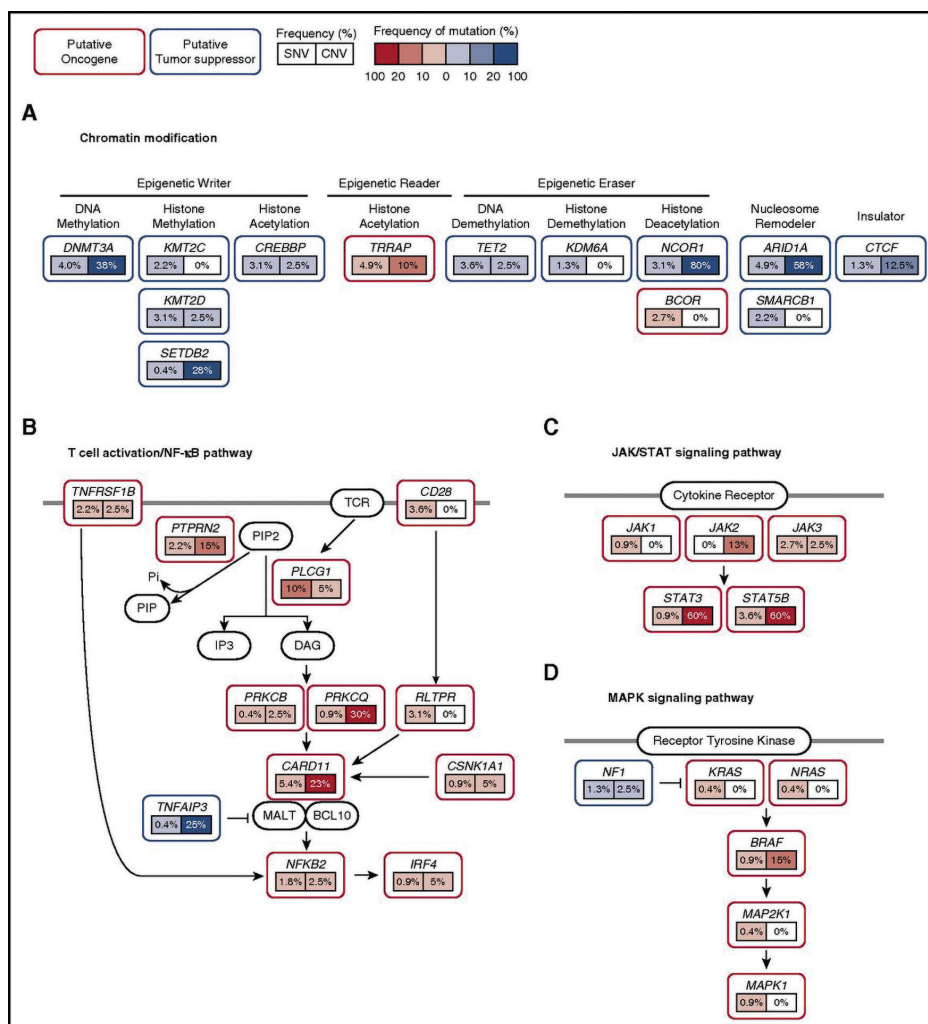 Putative
Oncogene
Putative
Tumor suppressor
Frequency (%)
SNV CNV
Frequency of mutation (%)
100 20 10 0 10 20 100
A
Chromatin modification
Epigenetic Writer Epigenetic Reader Epigenetic Eraser
DNA
Methylation
Histone
Methylation
Histone
Acetylation
Histone
Acetylation
DNA
Demethylation
Histone
Demethylation
Histone
Deacetylation
Nucleosome
Remodeler
Insulator
DNMT3A
4.0% 38%
KMT2C
2.2% 0%
CREBBP
3.1% 2.5%
TRRAP
4.9% 10%
TET2
3.6% 2.5%
KDM6A
1.3% 0%
NCOR1
3.1% 80%
ARID1A
4.9% 58%
CTCF
1.3% 12.5%
KMT2D
3.1% 2.5%
BCOR
2.7% 0%
SMARCB1
2.2% 0%
SETDB2
0.4% 28%
B
T cell activation/NF-κB pathway
TNFRSF1B
2.2% 2.5%
TCR
CD28
3.6% 0%
PTPRN2
2.2% 15%
PIP2
PLCG1
10% 5%
Pi
PIP
IP3
DAG
PRKCB
0.4% 2.5%
PRKCQ
0.9% 30%
RLTPR
3.1% 0%
CARD11
5.4% 23%
CSNK1A1
0.9% 5%
TNFAIP3
0.4% 25%
MALT
BCL10
NFKB2
1.8% 2.5%
IRF4
0.9% 5%
C
JAK/STAT signaling pathway
Cytokine Receptor
JAK1
0.9% 0%
JAK2
0% 13%
JAK3
2.7% 2.5%
STAT3
0.9% 60%
STAT5B
3.6% 60%
D
MAPK signaling pathway
Receptor Tyrosine Kinase
NF1
1.3% 2.5%
KRAS
0.4% 0%
NRAS
0.4% 0%
BRAF
0.9% 15%
MAP2K1
0.4% 0%
MAPK1
0.9% 0%